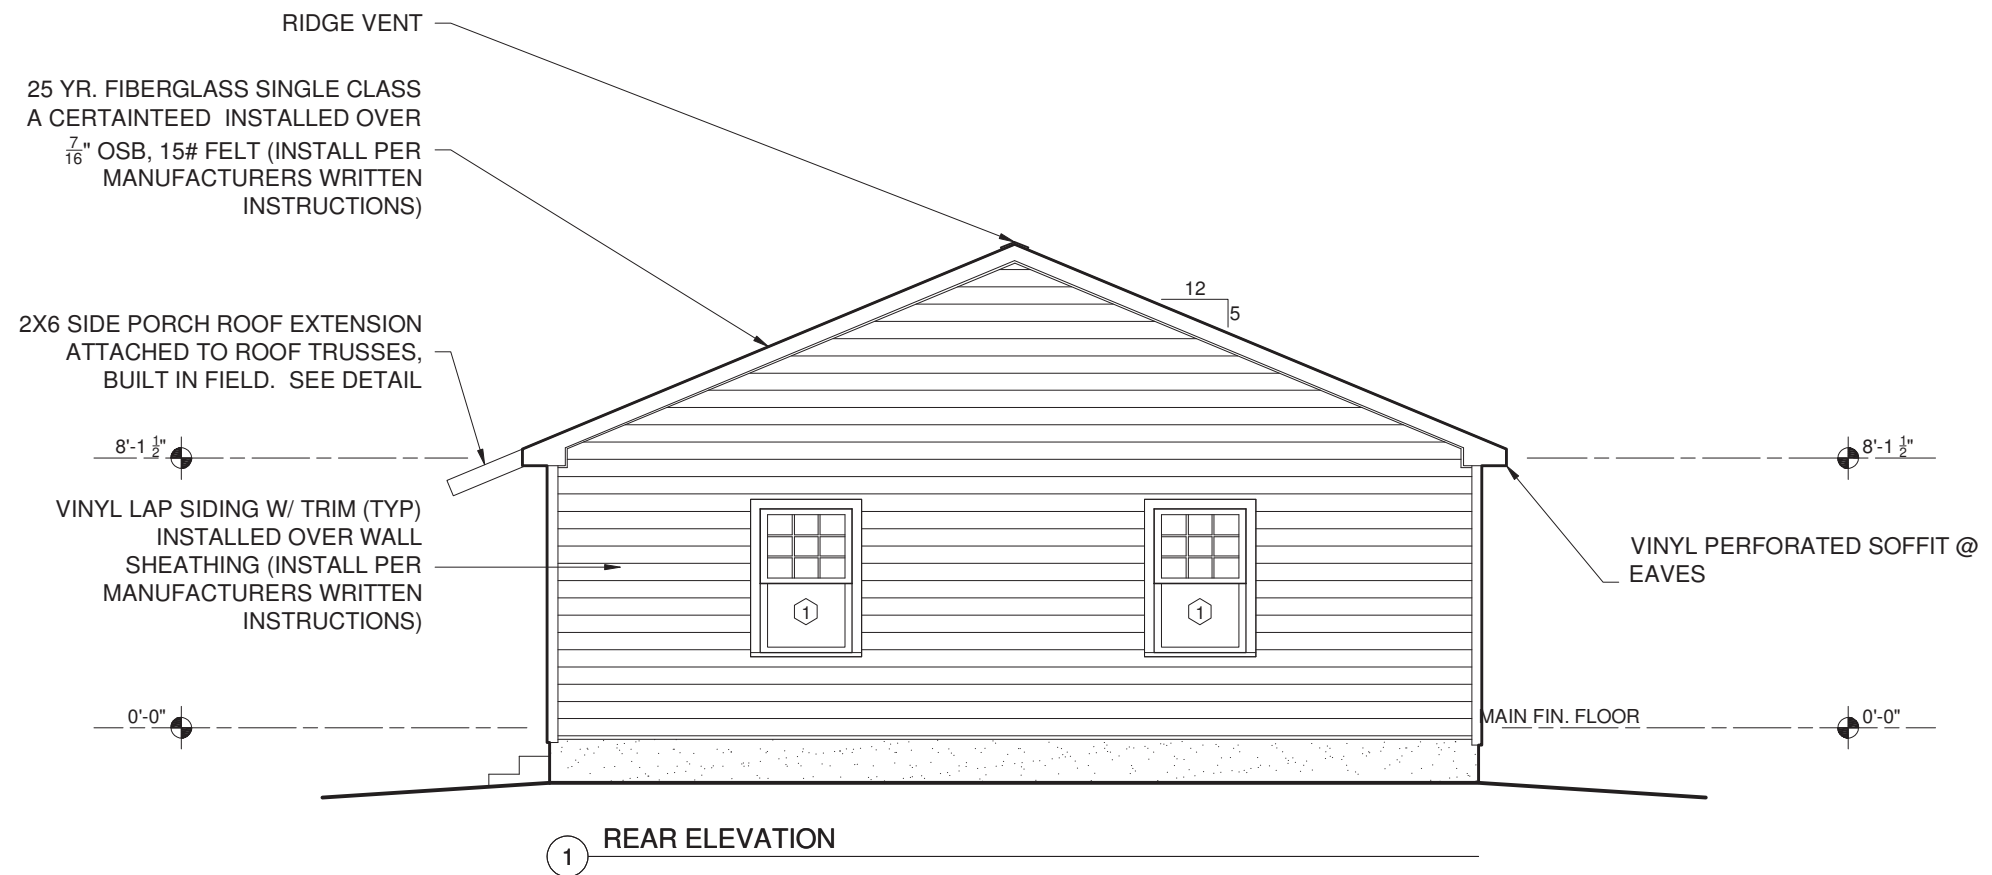 RIDGE VENT
25 YR. FIBERGLASS SINGLE CLASS
A CERTAINTEED INSTALLED OVER
7/16" OSB, 15# FELT (INSTALL PER
MANUFACTURERS WRITTEN
INSTRUCTIONS)
12
5
2X6 SIDE PORCH ROOF EXTENSION
ATTACHED TO ROOF TRUSSES,
BUILT IN FIELD. SEE DETAIL
8'-1 1/2"
8'-1 1/2"
VINYL LAP SIDING W/ TRIM (TYP)
INSTALLED OVER WALL
SHEATHING (INSTALL PER
MANUFACTURERS WRITTEN
INSTRUCTIONS)
VINYL PERFORATED SOFFIT @
EAVES
1
1
0'-0"
MAIN FIN. FLOOR
0'-0"
1 REAR ELEVATION